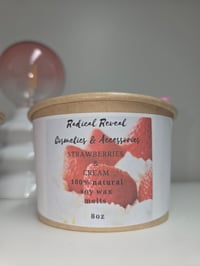 Radical Reveal
Cosmetics & Accessories
STRAWBERRIES
&
CREAM
100% natural
soy wax
melts
8oz